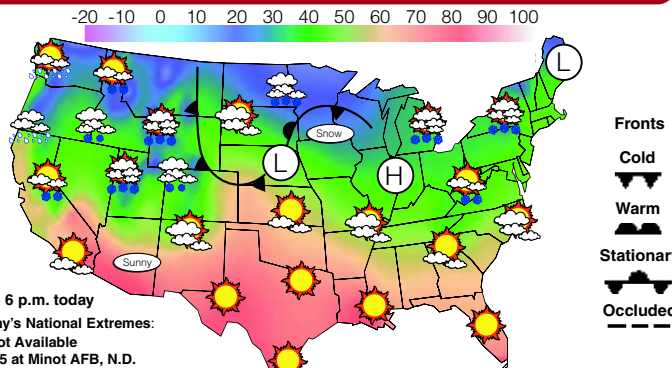 -20 -10 0 10 20 30 40 50 60 70 80 90 100
L
Snow
L
H
Sunny
Fronts
Cold
Warm
Stationar
Occluded
6 p.m. today
y's National Extremes:
ot Available
5 at Minot AFB, N.D.